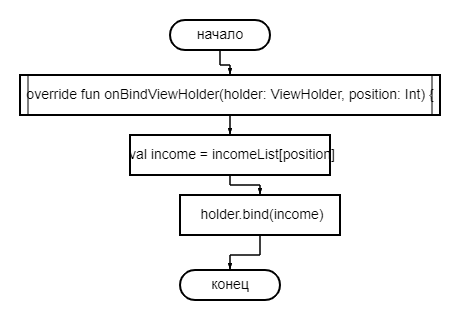 начало
override fun onBindViewHolder(holder: ViewHolder, position: Int) {
val income = incomeList[position]
holder.bind(income)
конец